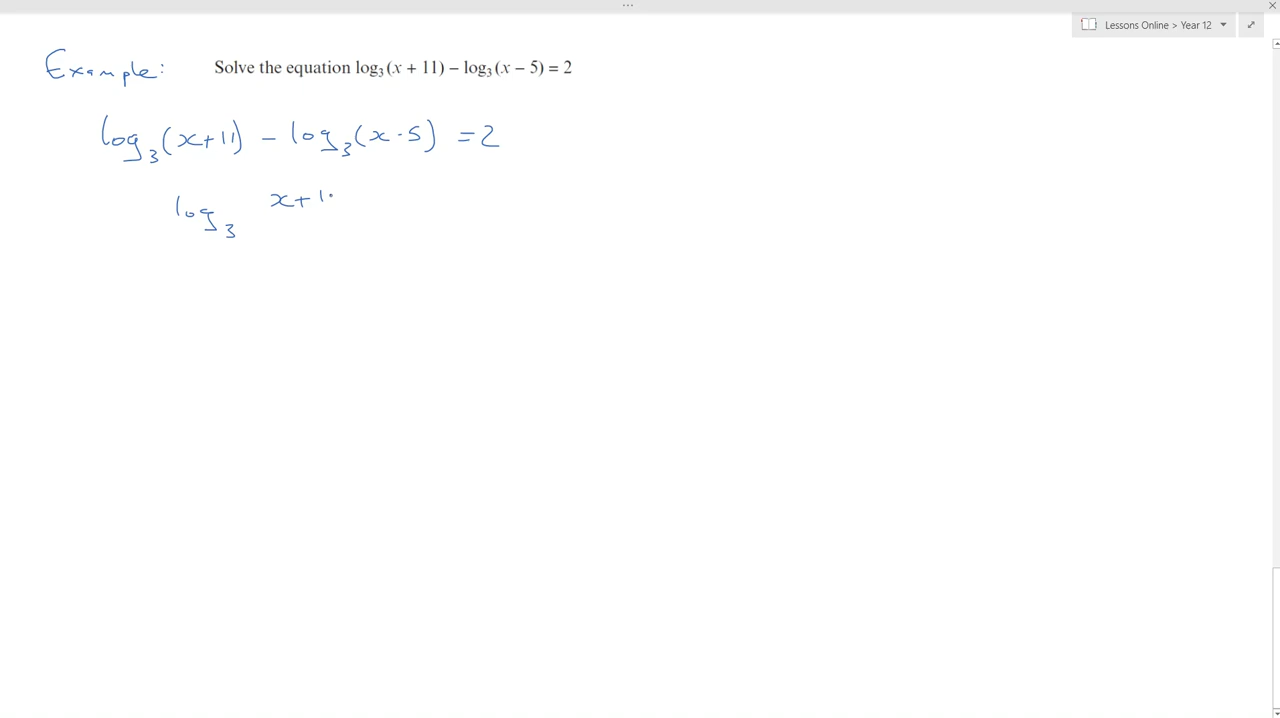 Lessons Online > Year 12
Example: Solve the equation log₃(x + 11) − log₃(x − 5) = 2
log₃(x+11) − log₃(x-5) = 2
log₃ x+1